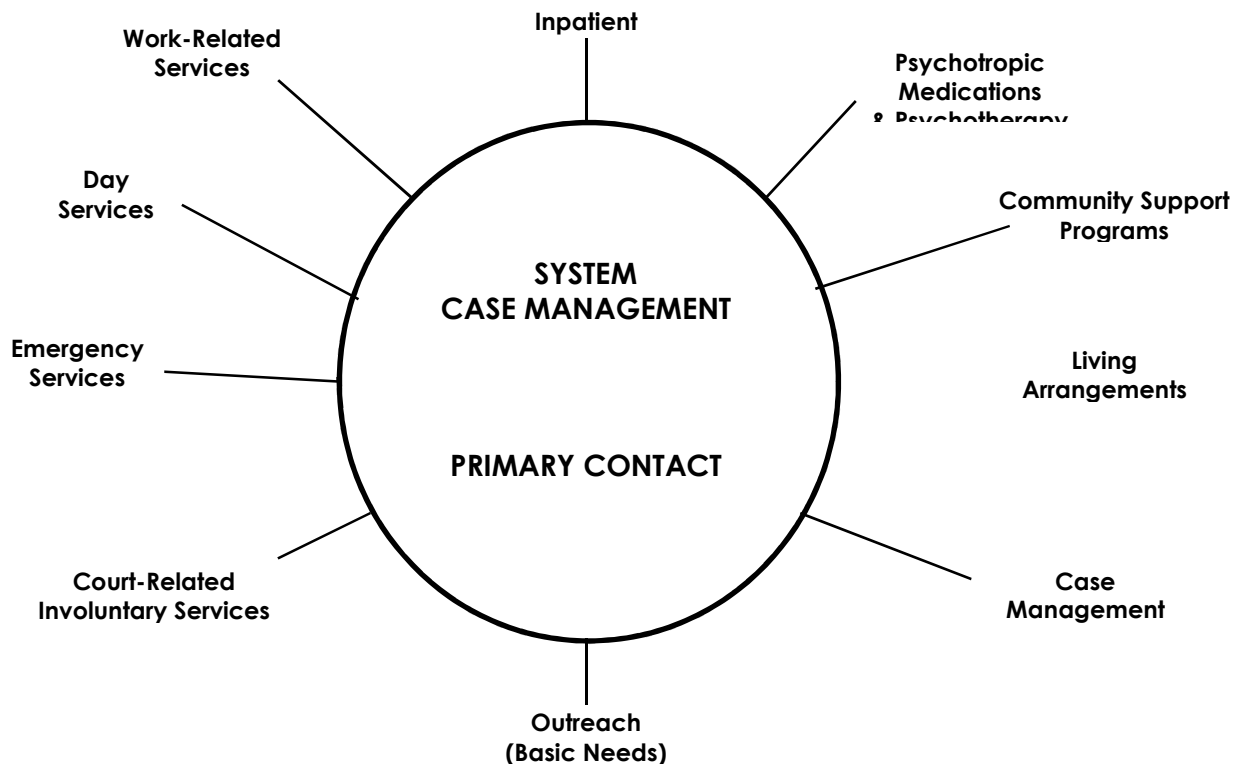 Inpatient
Work-Related
Services
Psychotropic
Medications
& Psychotherapy
Day
Services
Community Support
Programs
SYSTEM
CASE MANAGEMENT
Emergency
Services
Living
Arrangements
PRIMARY CONTACT
Court-Related
Involuntary Services
Case
Management
Outreach
(Basic Needs)